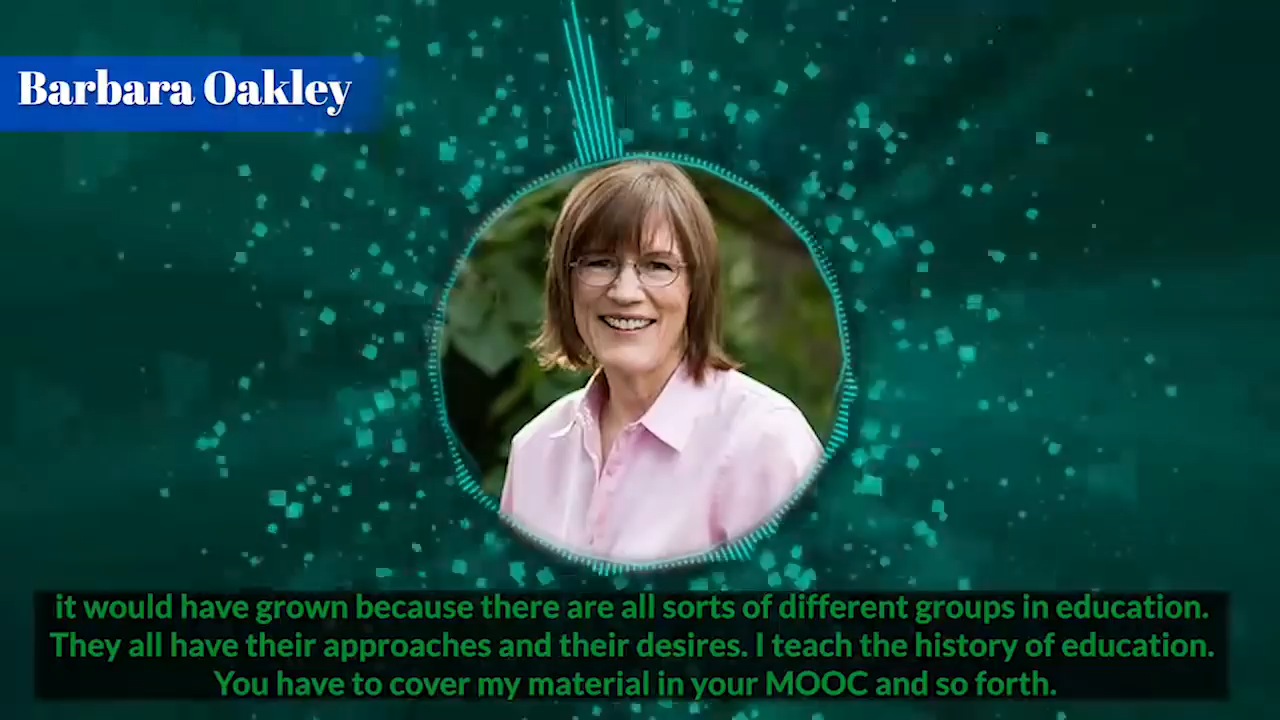 Barbara Oakley
it would have grown because there are all sorts of different groups in education.
They all have their approaches and their desires. I teach the history of education.
You have to cover my material in your MOOC and so forth.